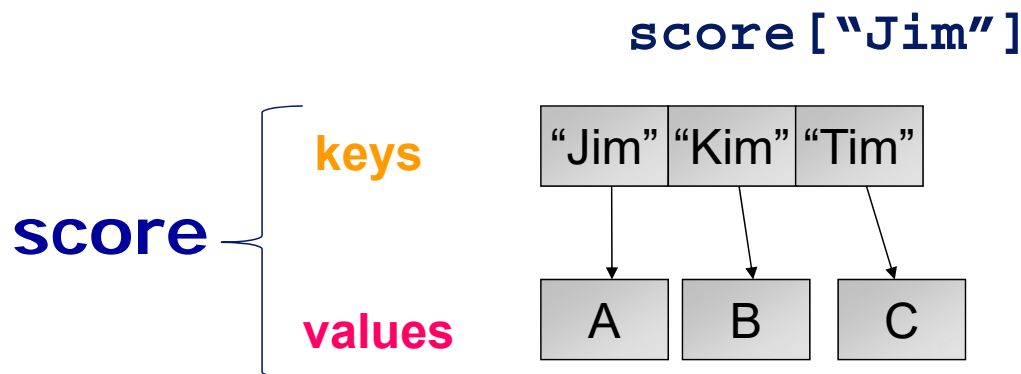 score[“Jim”]
keys “Jim” “Kim” “Tim”
score
values A B C